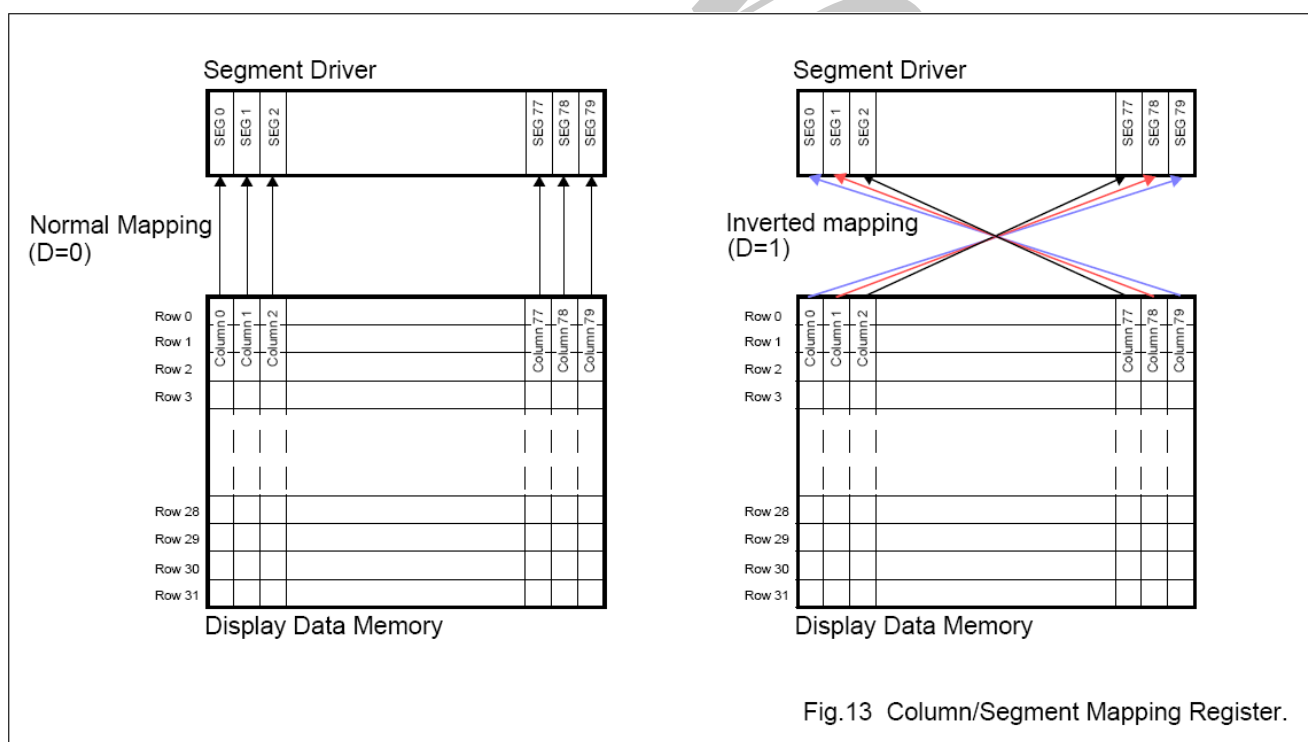 Segment Driver
SEG 0
SEG 1
SEG 2
SEG 77
SEG 78
SEG 79
Normal Mapping
(D=0)
Row 0
Row 1
Row 2
Row 3
Row 28
Row 29
Row 30
Row 31
Column 0
Column 1
Column 2
Column 77
Column 78
Column 79
Display Data Memory
Segment Driver
SEG 0
SEG 1
SEG 2
SEG 77
SEG 78
SEG 79
Inverted mapping
(D=1)
Row 0
Row 1
Row 2
Row 3
Row 28
Row 29
Row 30
Row 31
Column 0
Column 1
Column 2
Column 77
Column 78
Column 79
Display Data Memory
Fig.13 Column/Segment Mapping Register.